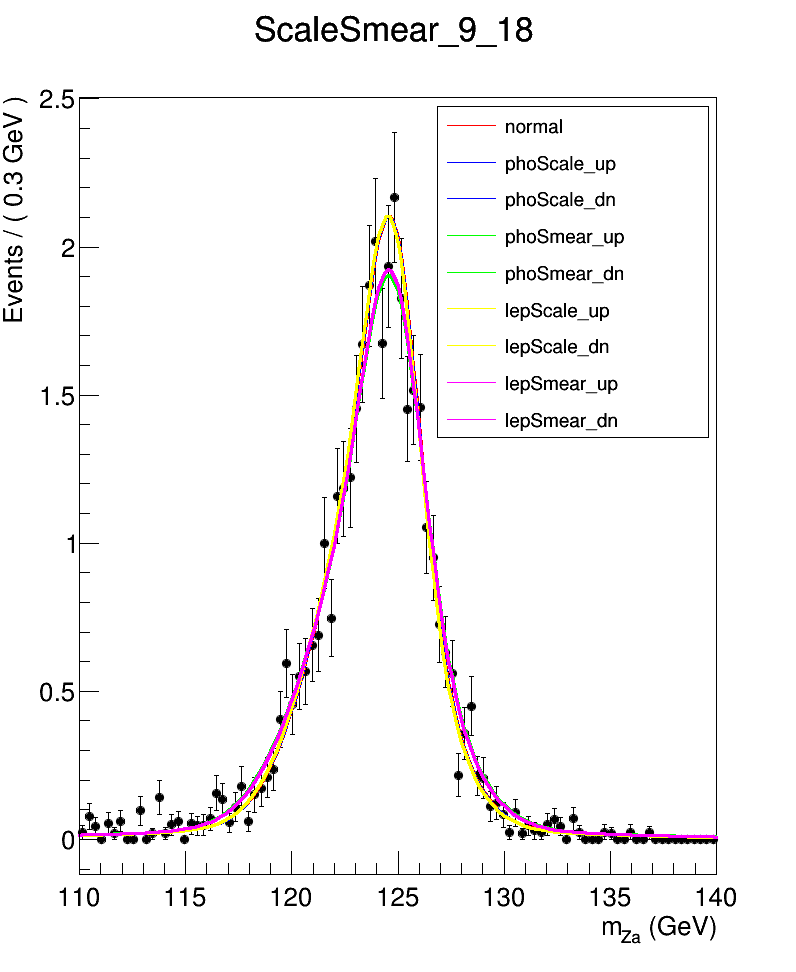 ScaleSmear_9_18
Events / ( 0.3 GeV )
2.5
2
1.5
1
0.5
0
normal
phoScale_up
phoScale_dn
phoSmear_up
phoSmear_dn
lepScale_up
lepScale_dn
lepSmear_up
lepSmear_dn
110 115 120 125 130 135 140
mZa (GeV)